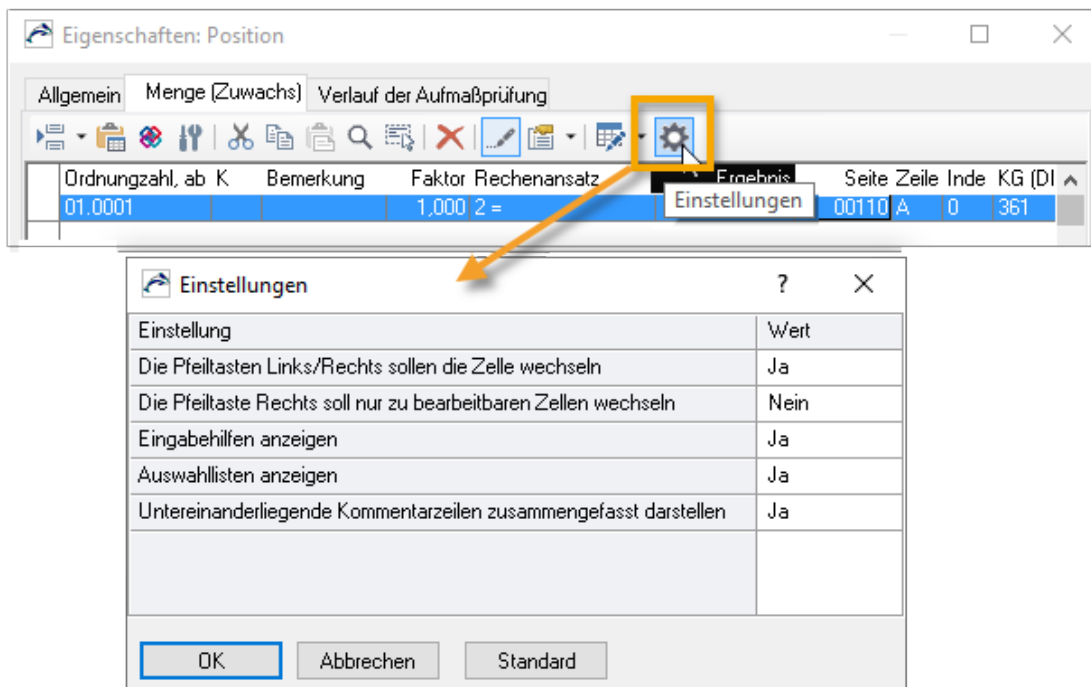 Eigenschaften: Position
Allgemein Menge (Zuwachs) Verlauf der Aufmaßprüfung
Ordnungzahl, ab K Bemerkung Faktor Rechenansatz Ergebnis Seite Zeile Inde KG (DI
01.0001 1,000 2 = 00110 A 0 361
Einstellungen
Einstellungen ?
Einstellung Wert
Die Pfeiltasten Links/Rechts sollen die Zelle wechseln Ja
Die Pfeiltaste Rechts soll nur zu bearbeitbaren Zellen wechseln Nein
Eingabehilfen anzeigen Ja
Auswahllisten anzeigen Ja
Untereinanderliegende Kommentarzeilen zusammengefasst darstellen Ja
OK Abbrechen Standard